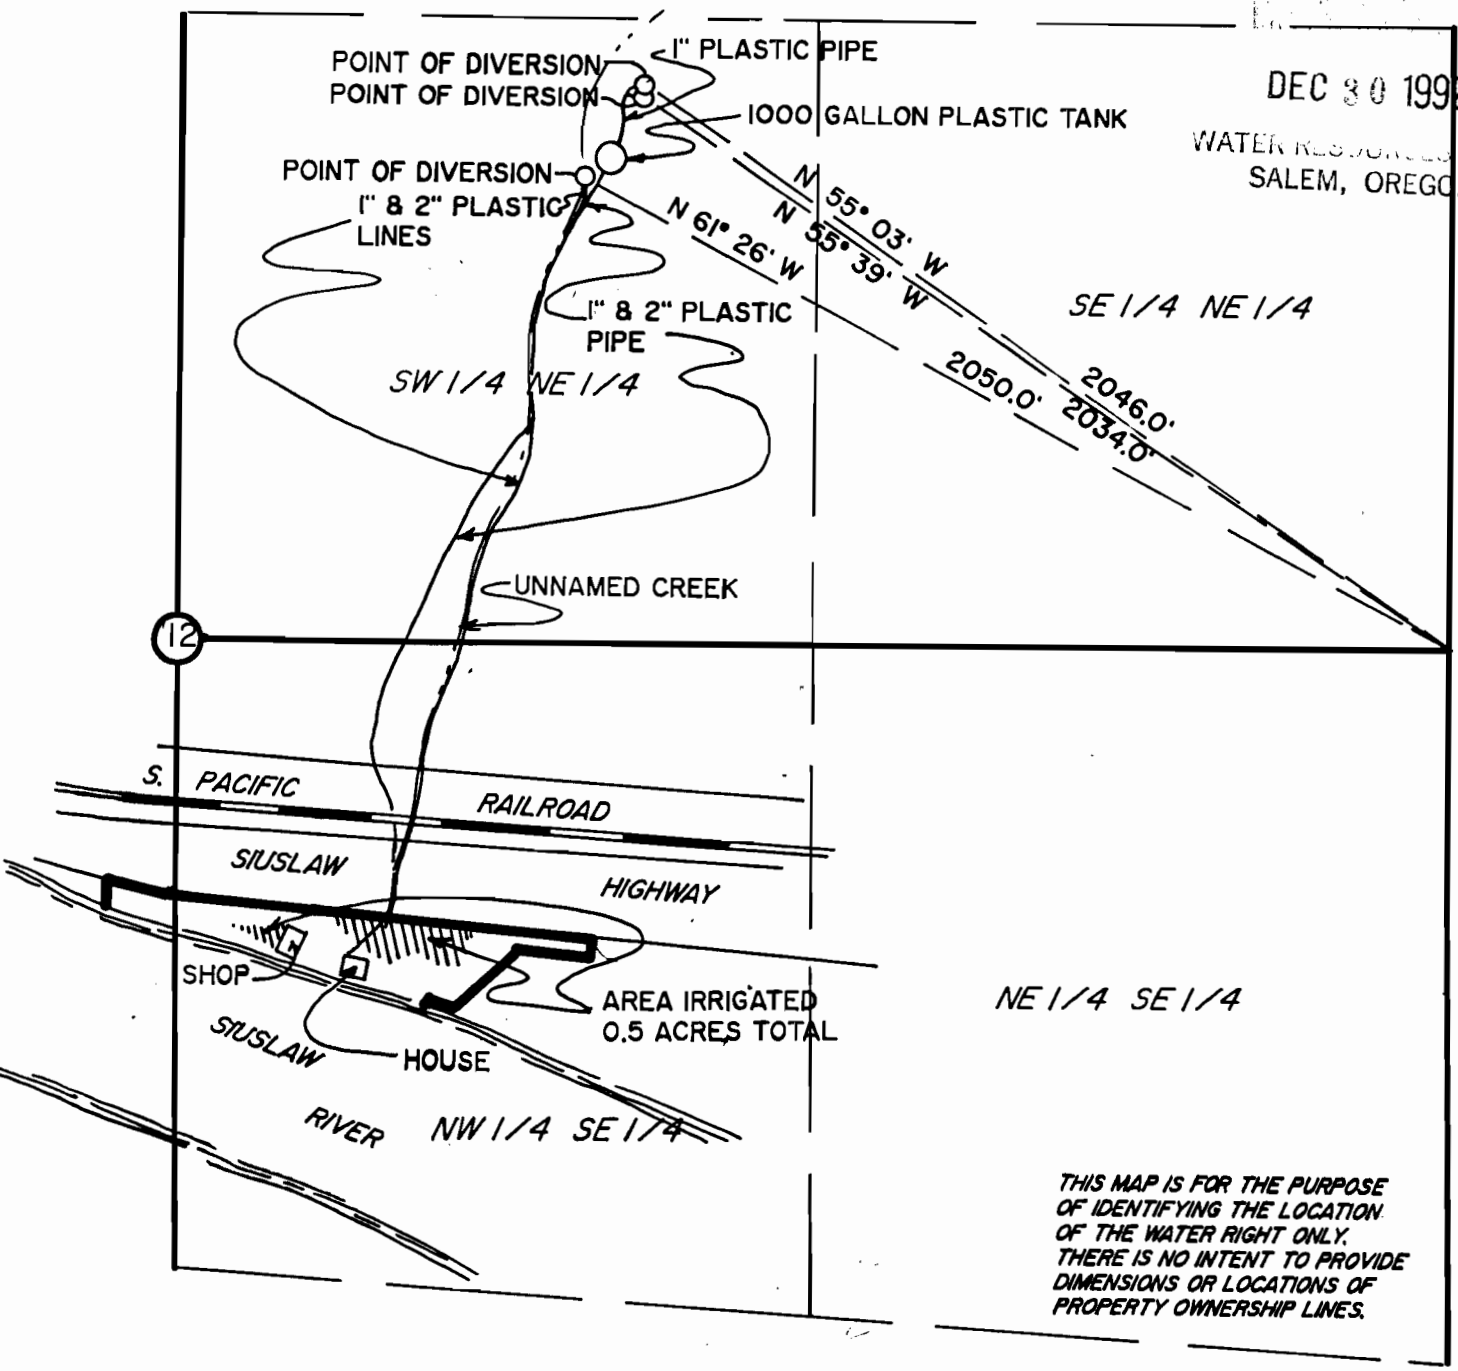 POINT OF DIVERSION
POINT OF DIVERSION
1" PLASTIC PIPE
1000 GALLON PLASTIC TANK
DEC 30 199
WATER
SALEM, OREGO
POINT OF DIVERSION
1" & 2" PLASTIC
LINES
N 55° 03' W
N 55° 39' W
N 61° 26' W
1" & 2" PLASTIC
PIPE
SE 1/4 NE 1/4
SW 1/4 NE 1/4
2046.0'
2050.0'
2034.0'
UNNAMED CREEK
12
S. PACIFIC RAILROAD
SIUSLAW HIGHWAY
SHOP
AREA IRRIGATED
0.5 ACRES TOTAL
NE 1/4 SE 1/4
HOUSE
SIUSLAW
RIVER
NW 1/4 SE 1/4
THIS MAP IS FOR THE PURPOSE
OF IDENTIFYING THE LOCATION
OF THE WATER RIGHT ONLY.
THERE IS NO INTENT TO PROVIDE
DIMENSIONS OR LOCATIONS OF
PROPERTY OWNERSHIP LINES.